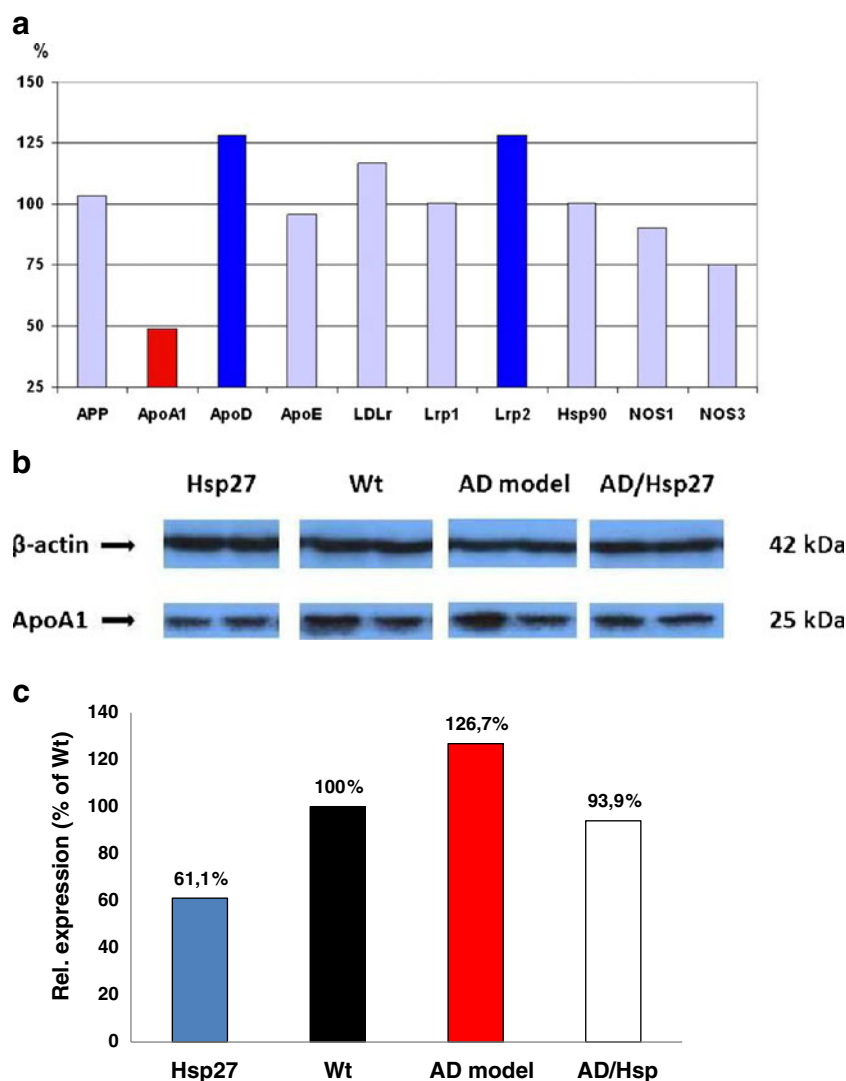 a
%
150
125
100
75
50
25
APP ApoA1 ApoD ApoE LDLr Lrp1 Lrp2 Hsp90 NOS1 NOS3
b
Hsp27 Wt AD model AD/Hsp27
β-actin 42 kDa
ApoA1 25 kDa
c
Rel. expression (% of Wt)
140
120
100
80
60
40
20
0
61,1%
100%
126,7%
93,9%
Hsp27 Wt AD model AD/Hsp